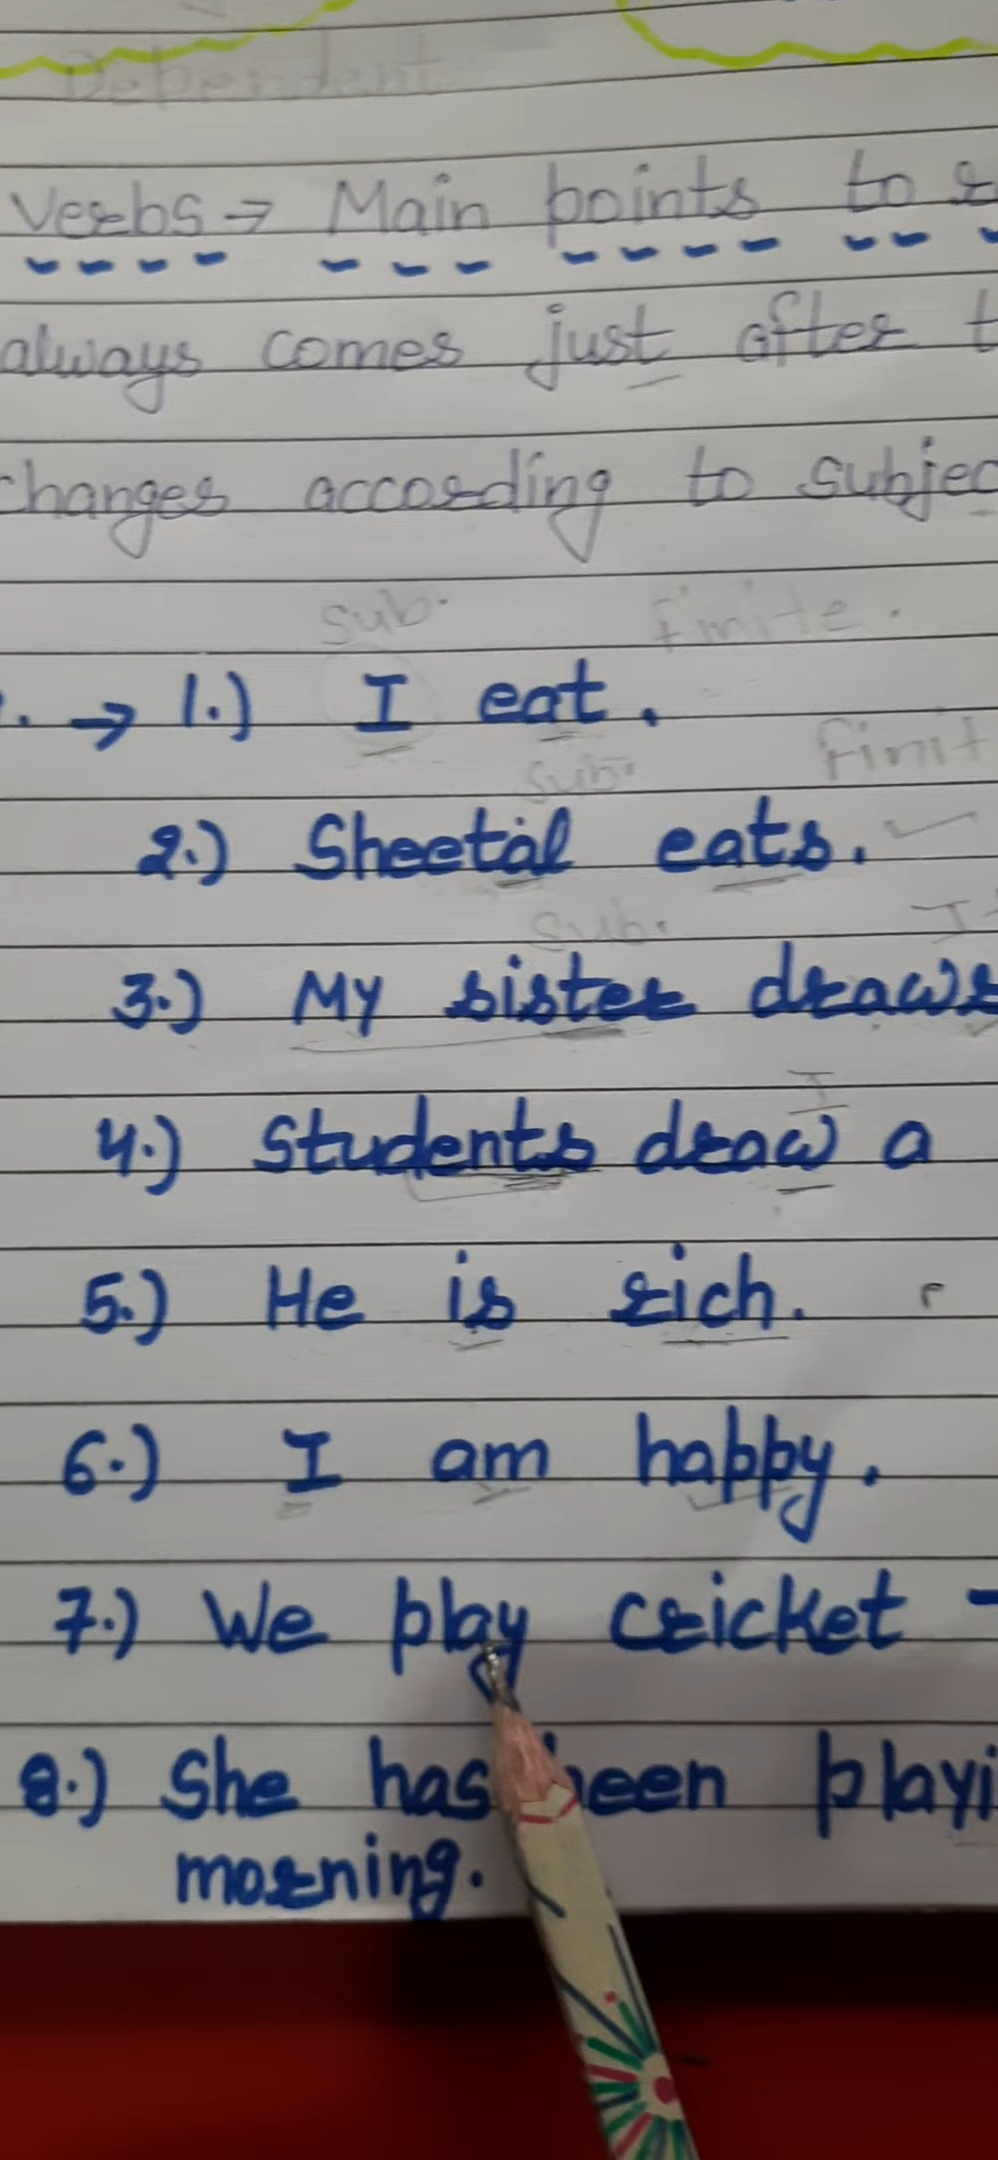 Dependent
Verbs → Main points to
always comes just after t
changes according to subjec
sub. Finite.
→ 1.) I eat.
sub. Finit
2.) Sheetal eats.
sub.
3.) My sister draws
4.) Students draw a
5.) He is rich.
6.) I am happy.
7.) We play cricket -
8.) She has been playi
morning.